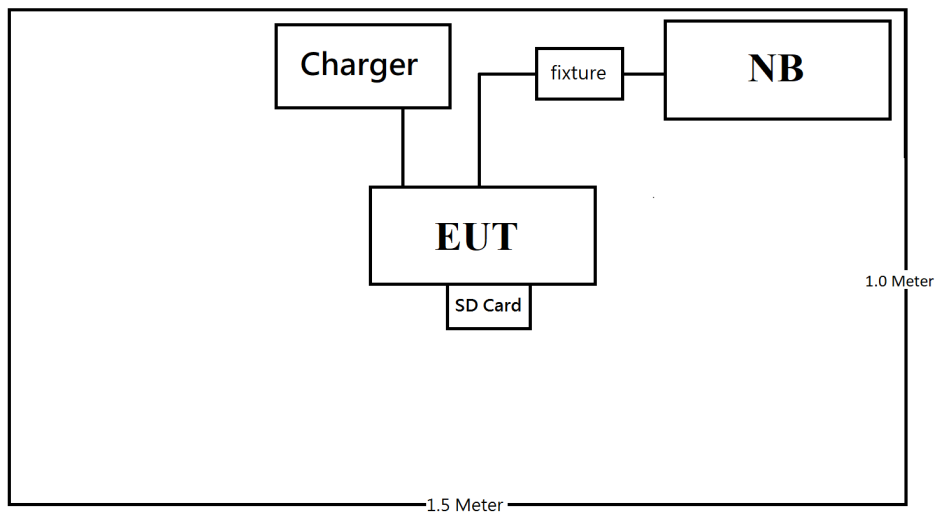 Charger
fixture
NB
EUT
SD Card
1.0 Meter
1.5 Meter